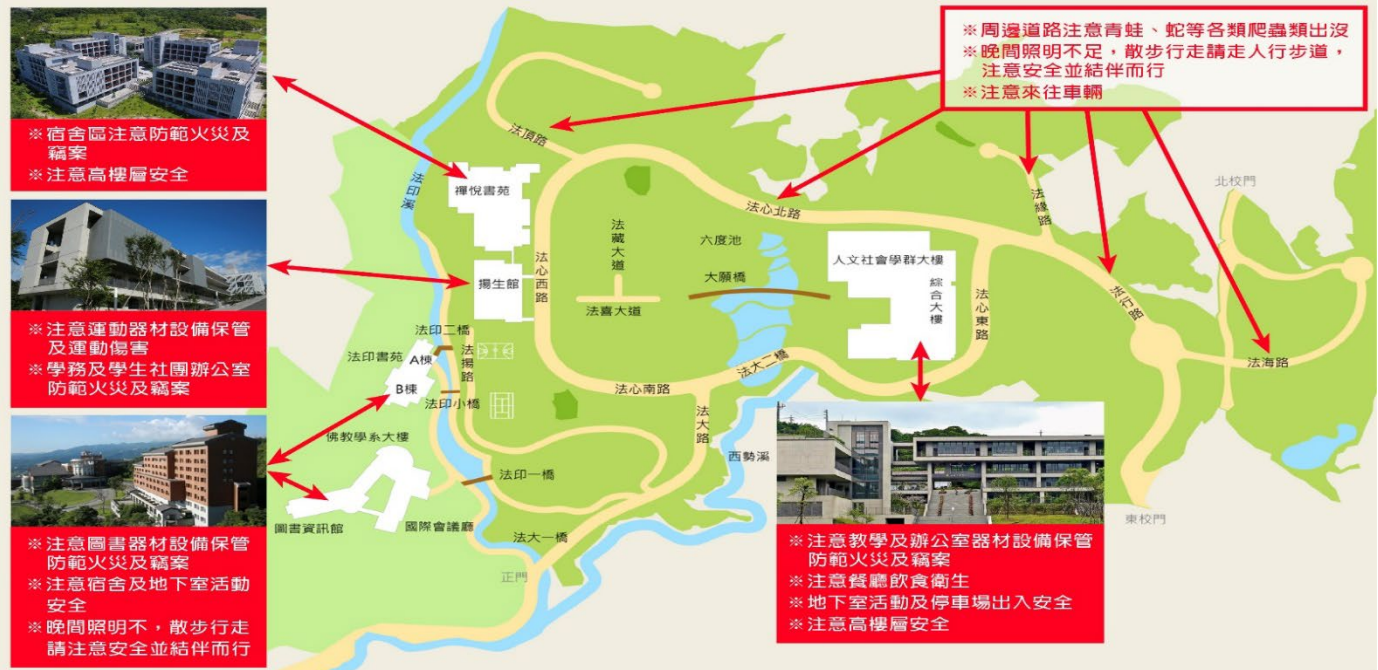 ※宿舍區注意防範火災及
竊案
※注意高樓層安全
※注意運動器材設備保管
及運動傷害
※學務及學生社團辦公室
防範火災及竊案
※注意圖書器材設備保管
防範火災及竊案
※注意宿舍及地下室活動
安全
※晚間照明不，散步行走
請注意安全並結伴而行
※周邊道路注意青蛙、蛇等各類爬蟲類出沒
※晚間照明不足，散步行走請走人行步道，
注意安全並結伴而行
※注意來往車輛
法頂路
法印溪
禪悅書苑
法心北路
法緣路
北校門
法藏大道
六度池
人文社會學群大樓
法心西路
揚生館
大願橋
綜合大樓
法行路
法喜大道
法心東路
法印二橋
法印書苑
A棟
法揚路
法海路
B棟
法印小橋
法心南路
法大二橋
佛教學系大樓
法大路
西勢溪
法印一橋
圖書資訊館
國際會議廳
法大一橋
東校門
正門
※注意教學及辦公室器材設備保管
防範火災及竊案
※注意餐廳飲食衛生
※地下室活動及停車場出入安全
※注意高樓層安全